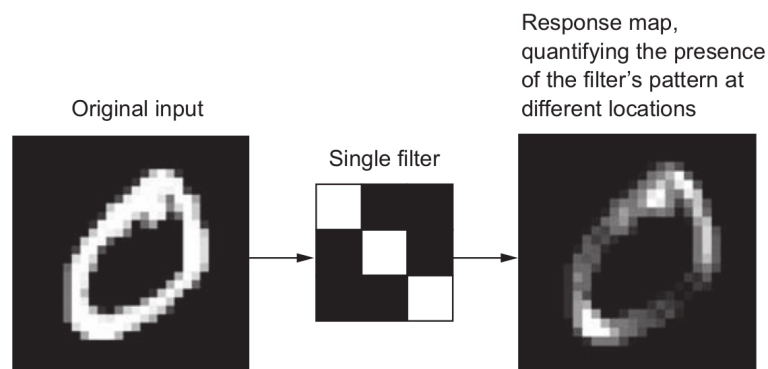 Original input
Single filter
Response map,
quantifying the presence
of the filter's pattern at
different locations